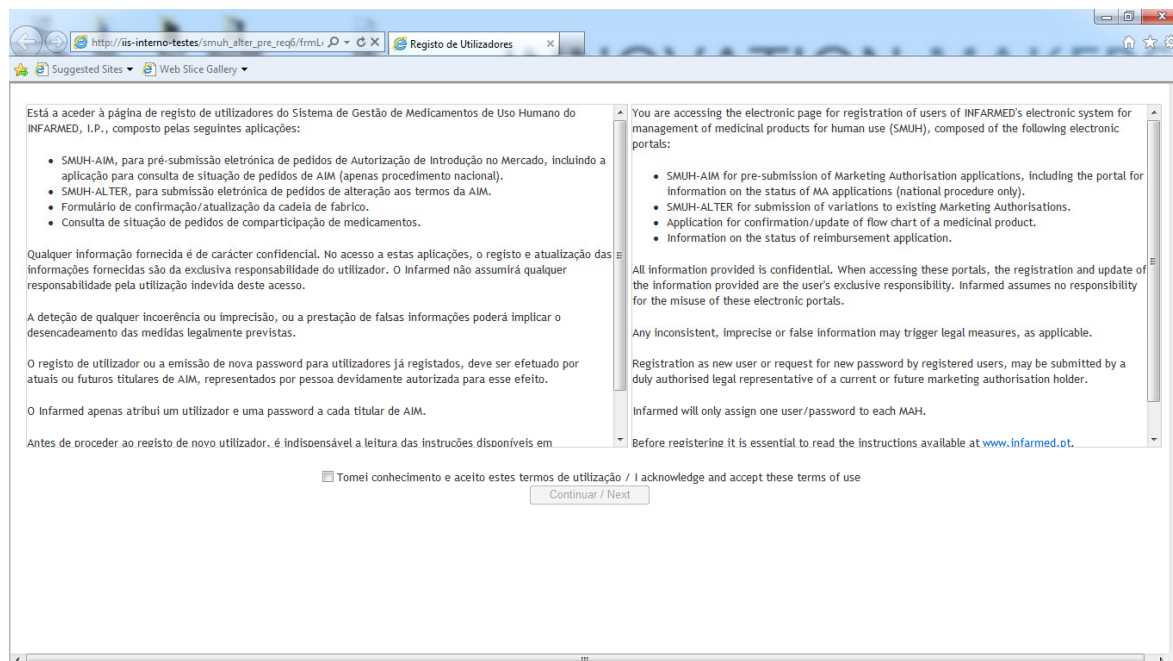 http://iis-interno-testes/smuh_alter_pre_req6/frmL
Registo de Utilizadores
Suggested Sites
Web Slice Gallery
Está a aceder à página de registo de utilizadores do Sistema de Gestão de Medicamentos de Uso Humano do
INFARMED, I.P., composto pelas seguintes aplicações:
• SMUH-AIM, para pré-submissão eletrónica de pedidos de Autorização de Introdução no Mercado, incluindo a
aplicação para consulta de situação de pedidos de AIM (apenas procedimento nacional).
• SMUH-ALTER, para submissão eletrónica de pedidos de alteração aos termos da AIM.
• Formulário de confirmação/atualização da cadeia de fabrico.
• Consulta de situação de pedidos de comparticipação de medicamentos.
Qualquer informação fornecida é de carácter confidencial. No acesso a estas aplicações, o registo e atualização das
informações fornecidas são da exclusiva responsabilidade do utilizador. O Infarmed não assumirá qualquer
responsabilidade pela utilização indevida deste acesso.
A deteção de qualquer incoerência ou imprecisão, ou a prestação de falsas informações poderá implicar o
desencadeamento das medidas legalmente previstas.
O registo de utilizador ou a emissão de nova password para utilizadores já registados, deve ser efetuado por
atuais ou futuros titulares de AIM, representados por pessoa devidamente autorizada para esse efeito.
O Infarmed apenas atribui um utilizador e uma password a cada titular de AIM.
Antes de proceder ao registo de novo utilizador, é indispensável a leitura das instruções disponíveis em
You are accessing the electronic page for registration of users of INFARMED's electronic system for
management of medicinal products for human use (SMUH), composed of the following electronic
portals:
• SMUH-AIM for pre-submission of Marketing Authorisation applications, including the portal for
information on the status of MA applications (national procedure only).
• SMUH-ALTER for submission of variations to existing Marketing Authorisations.
• Application for confirmation/update of flow chart of a medicinal product.
• Information on the status of reimbursement application.
All information provided is confidential. When accessing these portals, the registration and update of
the information provided are the user's exclusive responsibility. Infarmed assumes no responsibility
for the misuse of these electronic portals.
Any inconsistent, imprecise or false information may trigger legal measures, as applicable.
Registration as new user or request for new password by registered users, may be submitted by a
duly authorised legal representative of a current or future marketing authorisation holder.
Infarmed will only assign one user/password to each MAH.
Before registering it is essential to read the instructions available at www.infarmed.pt.
Tomei conhecimento e aceito estes termos de utilização / I acknowledge and accept these terms of use
Continuar / Next